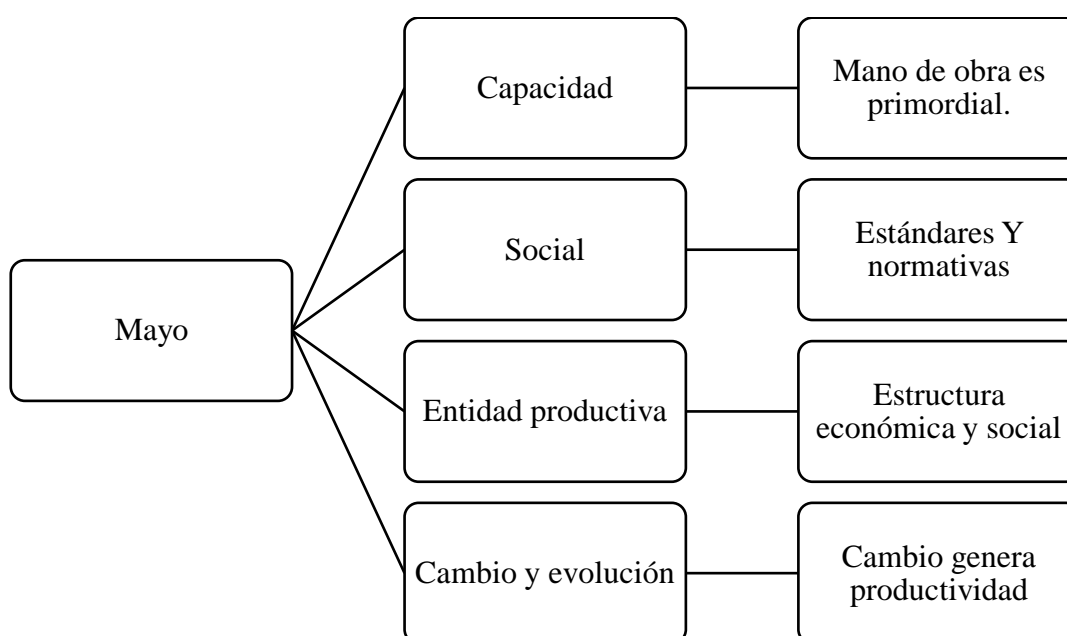 Mayo
Capacidad
Mano de obra es
primordial.
Social
Estándares Y
normativas
Entidad productiva
Estructura
económica y social
Cambio y evolución
Cambio genera
productividad